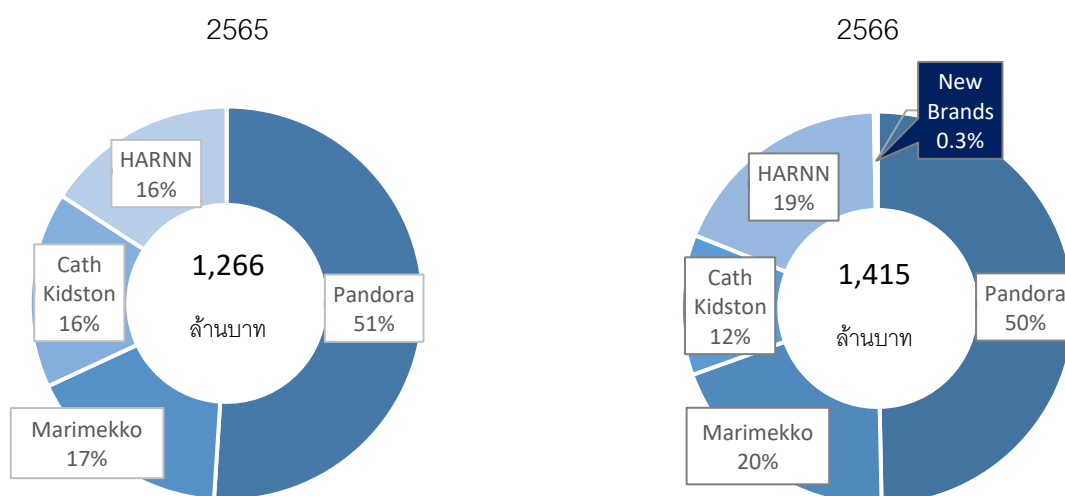 2565
HARNN
16%
Cath
Kidston
16%
1,266
ล้านบาท
Pandora
51%
Marimekko
17%
2566
New
Brands
0.3%
HARNN
19%
Cath
Kidston
12%
1,415
ล้านบาท
Pandora
50%
Marimekko
20%